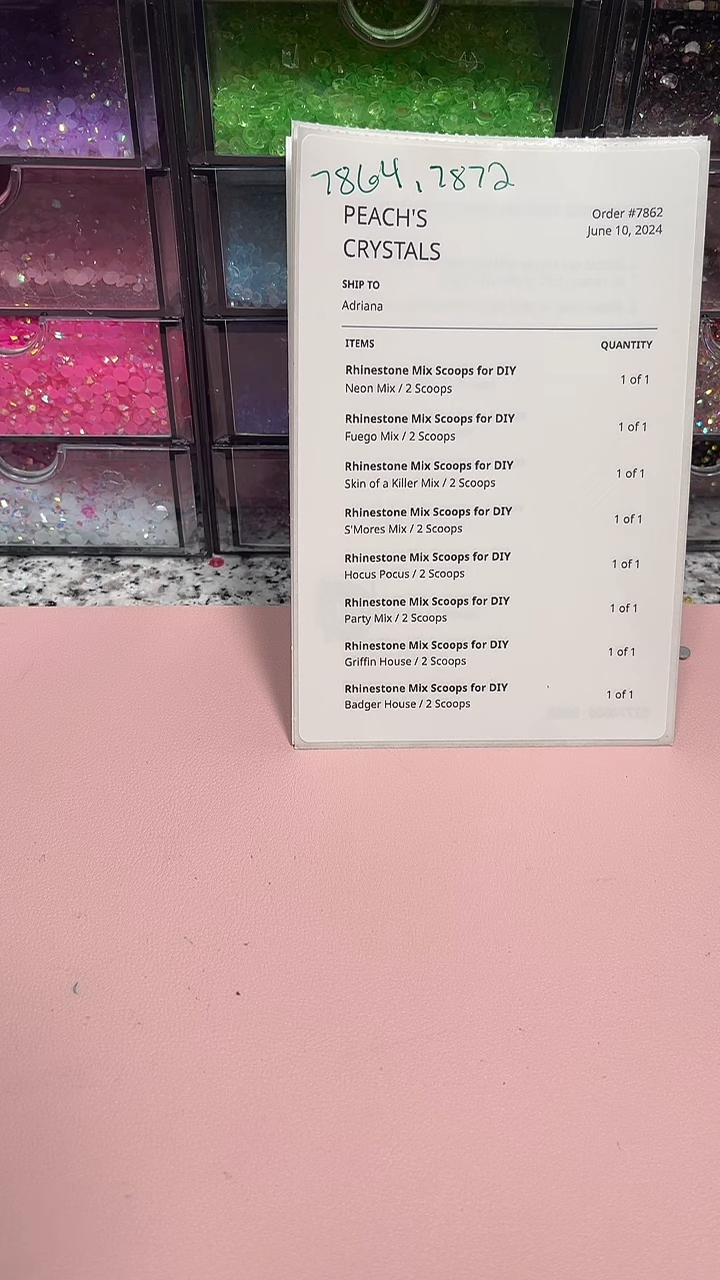 7864, 7872
PEACH'S
CRYSTALS
Order #7862
June 10, 2024
SHIP TO
Adriana
ITEMS QUANTITY
Rhinestone Mix Scoops for DIY
Neon Mix / 2 Scoops
1 of 1
Rhinestone Mix Scoops for DIY
Fuego Mix / 2 Scoops
1 of 1
Rhinestone Mix Scoops for DIY
Skin of a Killer Mix / 2 Scoops
1 of 1
Rhinestone Mix Scoops for DIY
S'Mores Mix / 2 Scoops
1 of 1
Rhinestone Mix Scoops for DIY
Hocus Pocus / 2 Scoops
1 of 1
Rhinestone Mix Scoops for DIY
Party Mix / 2 Scoops
1 of 1
Rhinestone Mix Scoops for DIY
Griffin House / 2 Scoops
1 of 1
Rhinestone Mix Scoops for DIY
Badger House / 2 Scoops
1 of 1